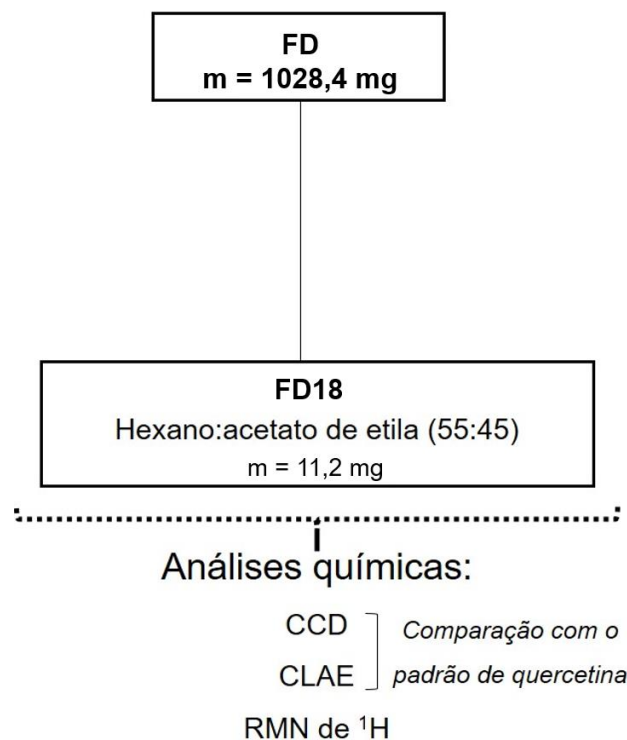 FD
m = 1028,4 mg
FD18
Hexano:acetato de etila (55:45)
m = 11,2 mg
Análises químicas:
CCD
CLAE
Comparação com o
padrão de quercetina
RMN de ¹H